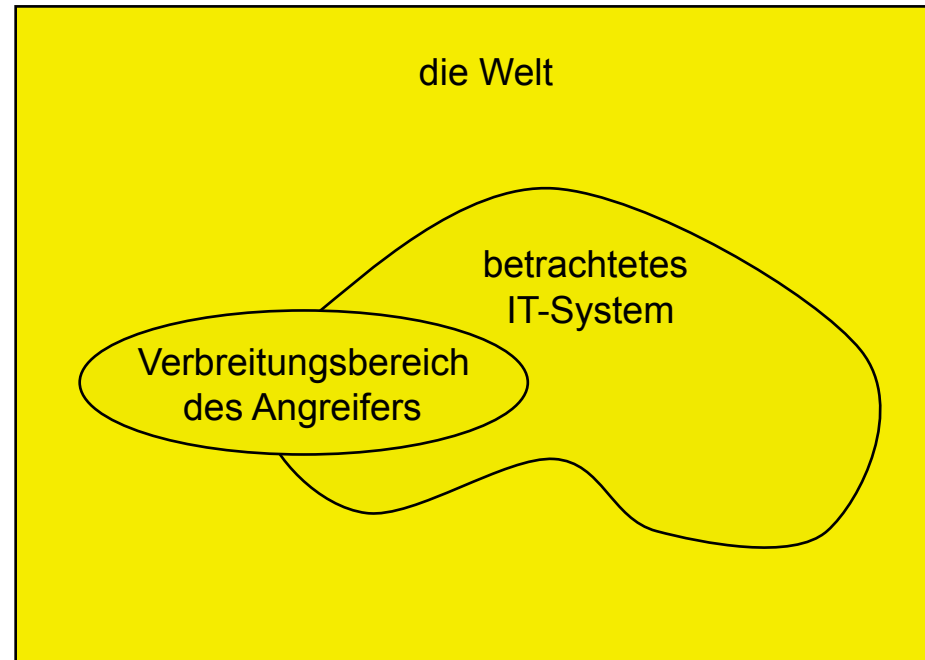 die Welt
betrachtetes
IT-System
Verbreitungsbereich
des Angreifers